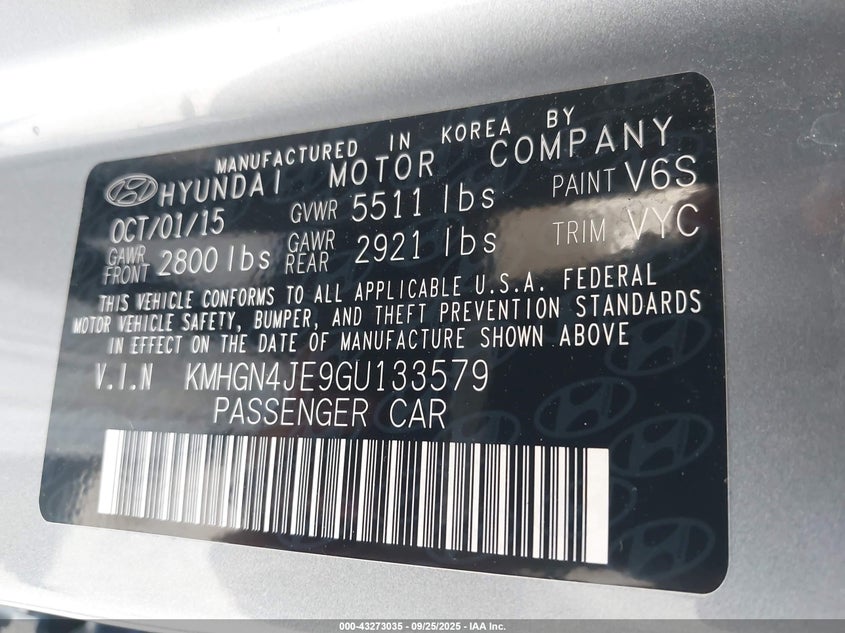 MANUFACTURED IN KOREA BY
HYUNDAI MOTOR COMPANY
OCT/01/15 GVWR 5511 lbs PAINT V6S
GAWR FRONT 2800 lbs GAWR REAR 2921 lbs TRIM VYC
THIS VEHICLE CONFORMS TO ALL APPLICABLE U.S.A. FEDERAL
MOTOR VEHICLE SAFETY, BUMPER, AND THEFT PREVENTION STANDARDS
IN EFFECT ON THE DATE OF MANUFACTURE SHOWN ABOVE
V.I.N KMHGN4JE9GU133579
PASSENGER CAR
000-43273035 - 09/25/2025 - IAA Inc.